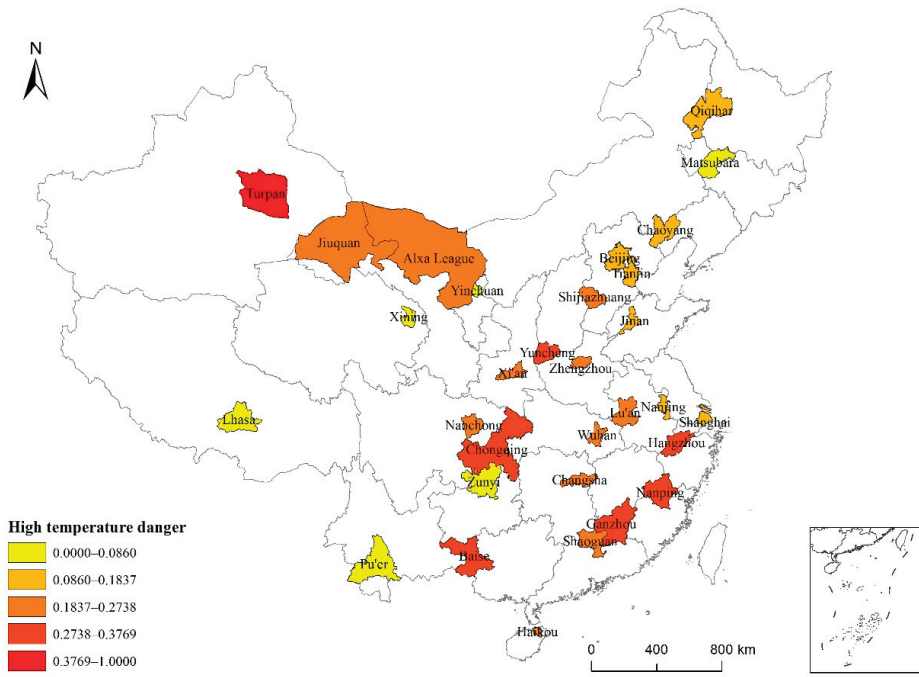 N
Qiqihar
Matsubara
Turpan
Chaoyang
Jiuquan
Alxa League
Beijing
Tianjin
Yinchuan
Shijiazhuang
Xining
Jinan
Yuncheng
Zhengzhou
Xi'an
Lhasa
Nanchong
Lu'an
Nanjing
Shanghai
Wuhan
Hangzhou
Chongqing
Zunyi
Changsha
Nanping
Ganzhou
Shaoguan
Baise
Pu'er
Haikou
High temperature danger
0.0000–0.0860
0.0860–0.1837
0.1837–0.2738
0.2738–0.3769
0.3769–1.0000
0 400 800 km